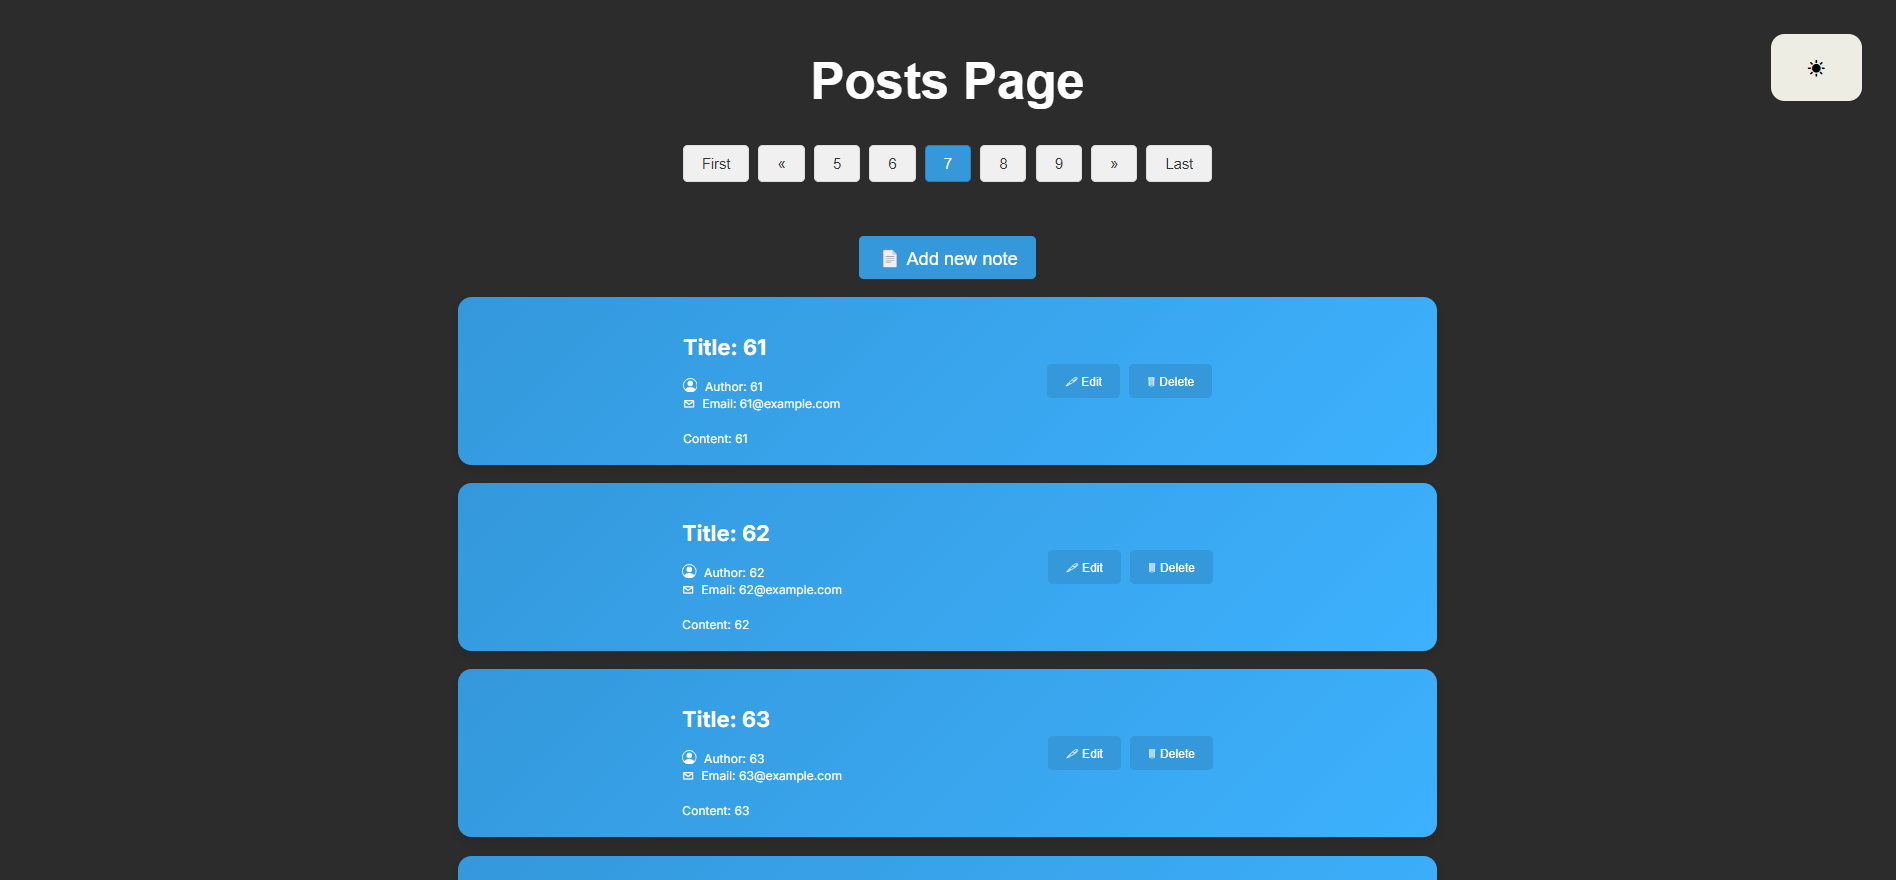 Posts Page
First « 5 6 7 8 9 » Last
Add new note
Title: 61
Author: 61
Email: 61@example.com
Content: 61
Edit Delete
Title: 62
Author: 62
Email: 62@example.com
Content: 62
Edit Delete
Title: 63
Author: 63
Email: 63@example.com
Content: 63
Edit Delete